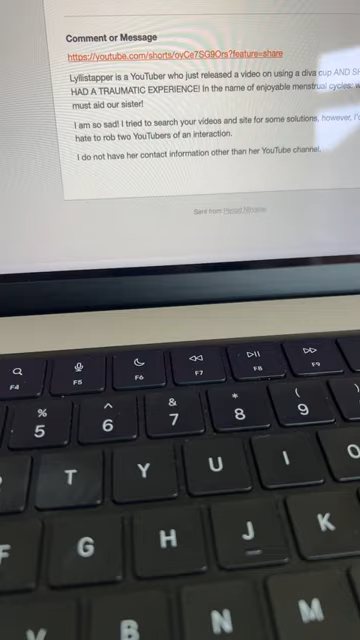 Comment or Message
https://youtube.com/shorts/oyCe7SG9Ors?feature=share
Lyllistapper is a YouTuber who just released a video on using a diva cup AND SH
HAD A TRAUMATIC EXPERIENCE! In the name of enjoyable menstrual cycles: w
must aid our sister!
I am so sad! I tried to search your videos and site for some solutions, however, I'd
hate to rob two YouTubers of an interaction.
I do not have her contact information other than her YouTube channel.
Sent from Period Nirvana
F4 F5 F6 F7 F8 F9
% ^ & * ( )
5 6 7 8 9
T Y U I O
F G H J K
V B N M